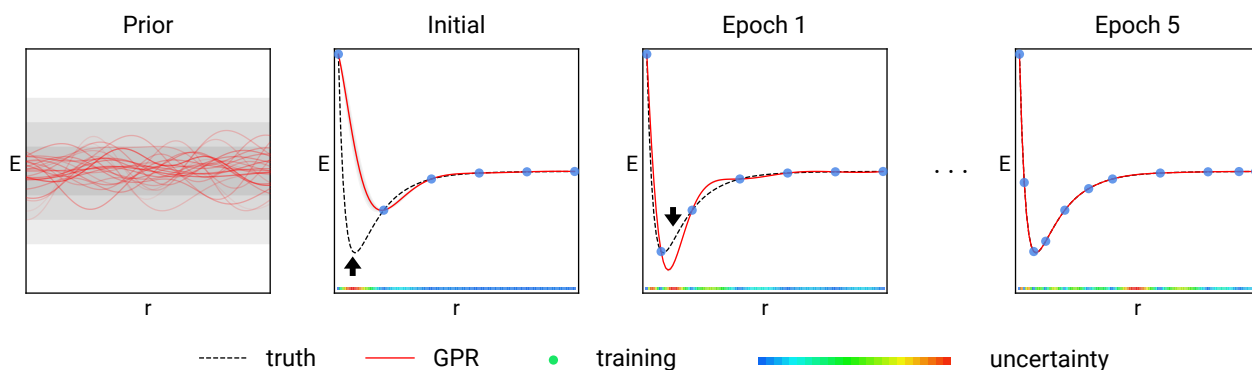 Prior Initial Epoch 1 Epoch 5
E E E . . . E
r r r r
truth GPR training uncertainty